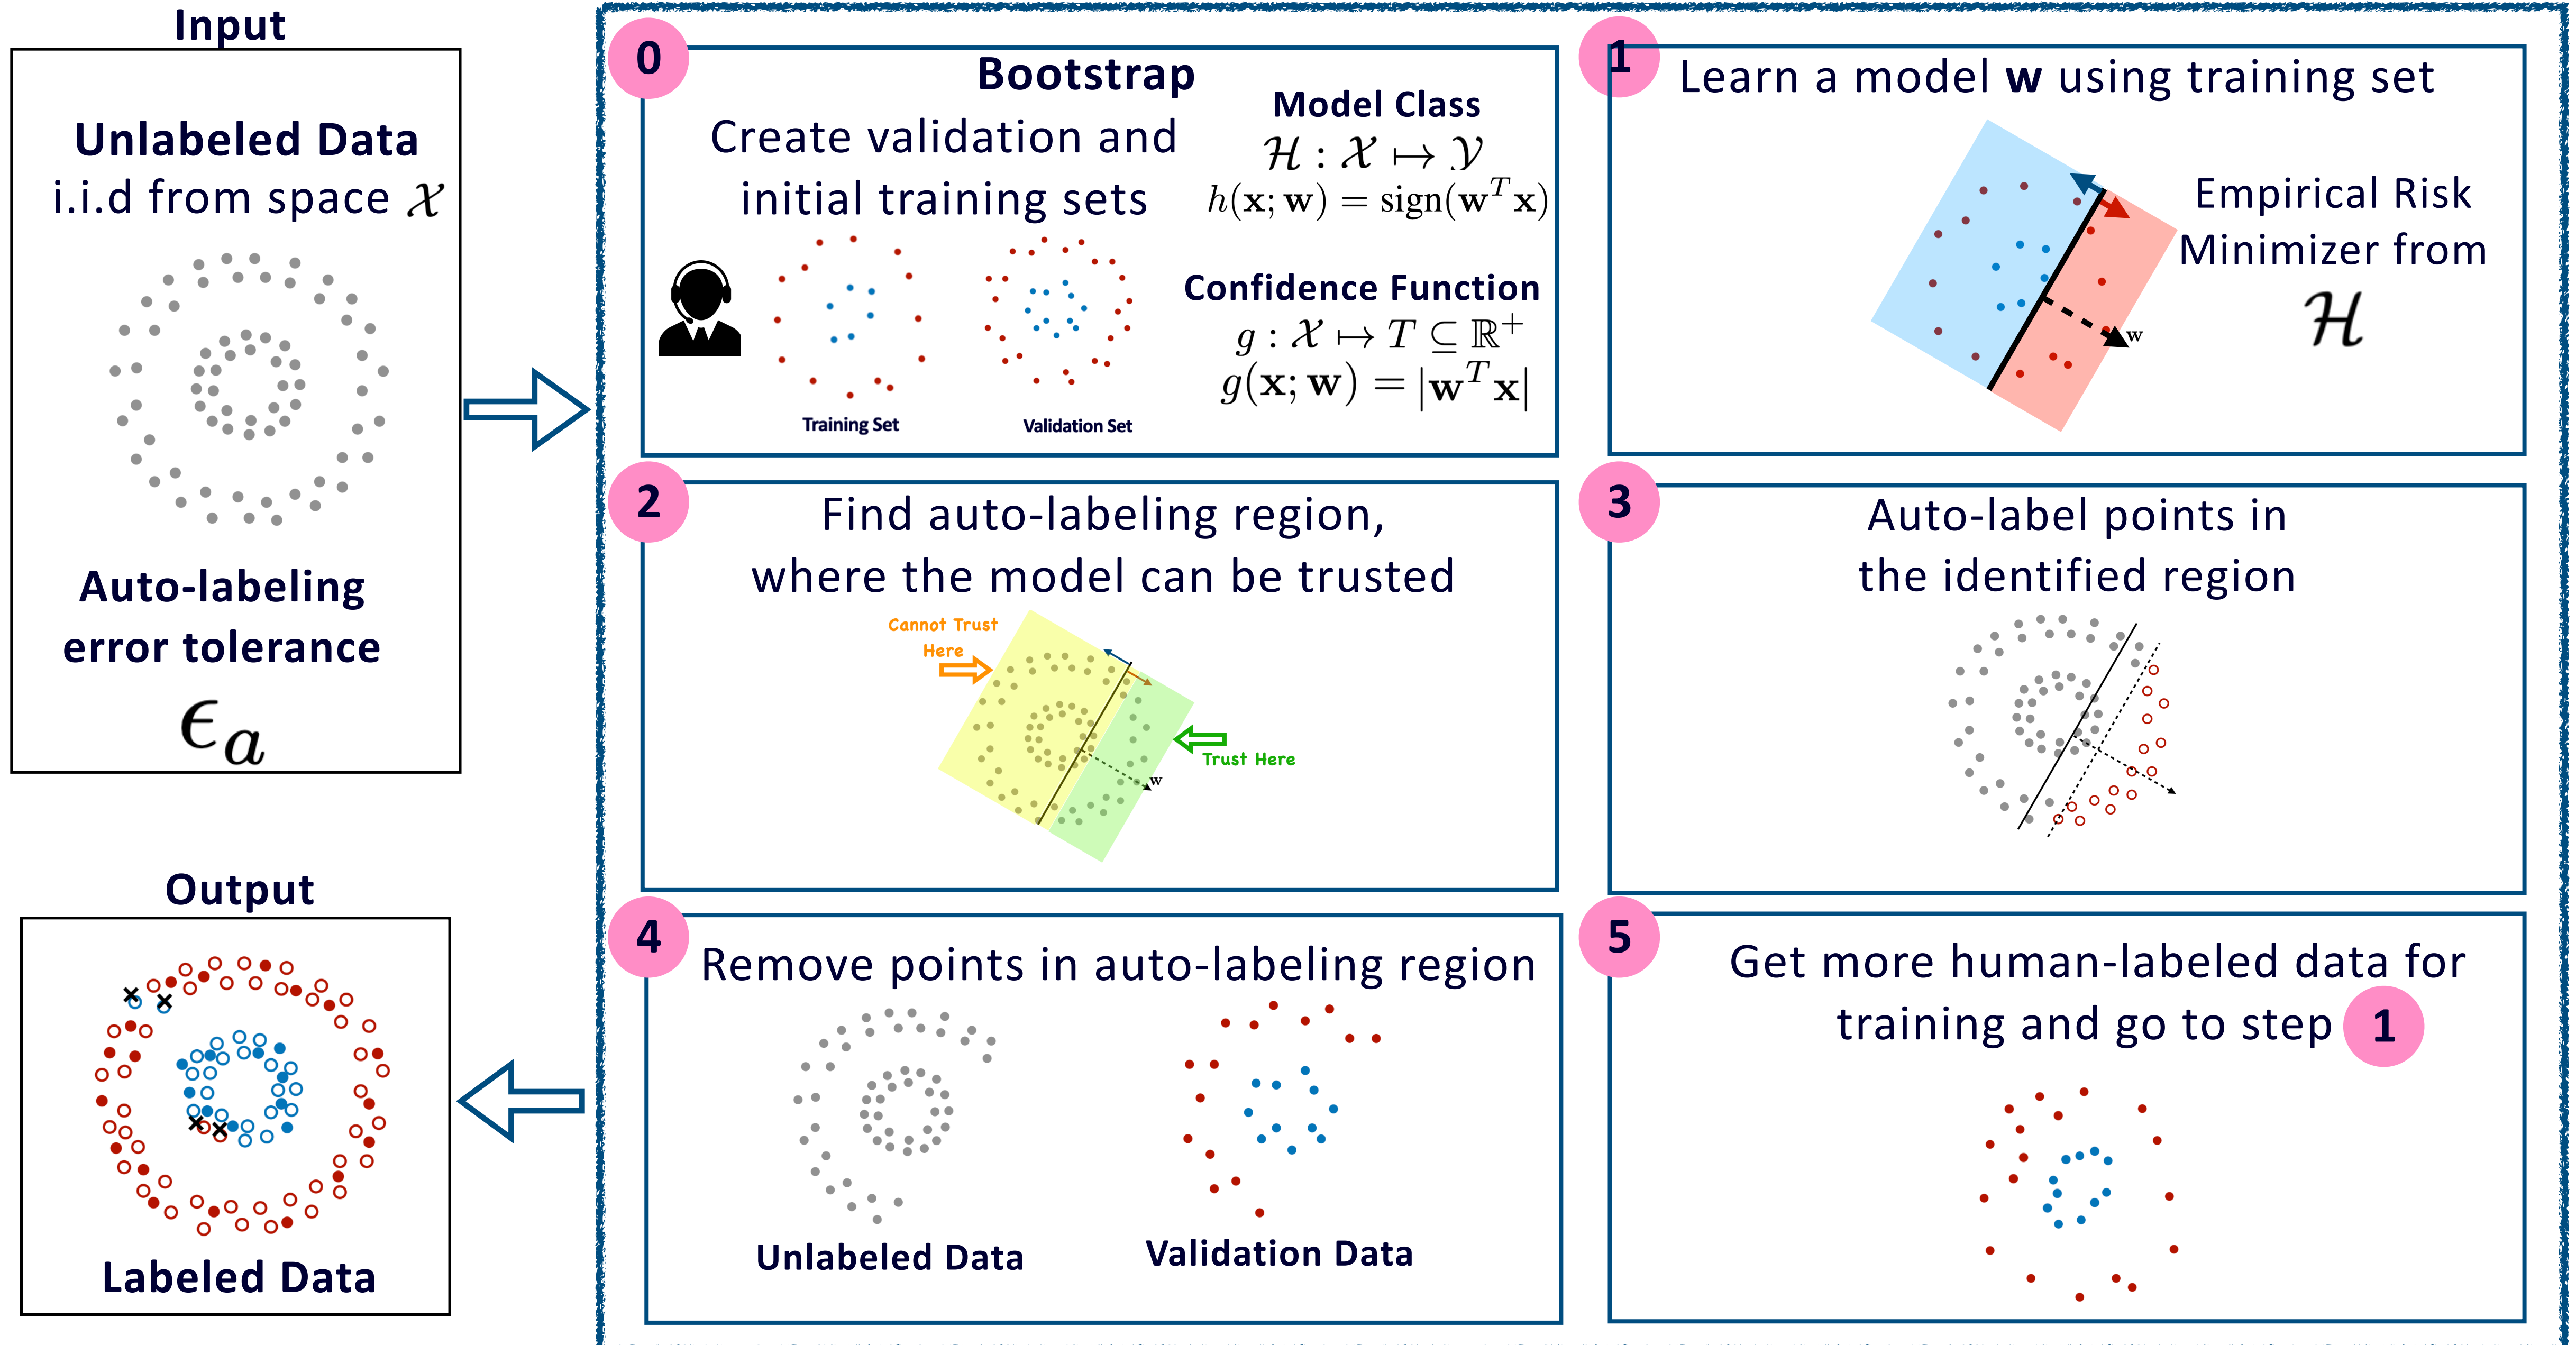 Input
Unlabeled Data
i.i.d from space 𝒳
Auto-labeling
error tolerance
ϵₐ
Output
Labeled Data
0
Bootstrap
Create validation and
initial training sets
Training Set
Validation Set
Model Class
ℋ : 𝒳 ↦ 𝒴
h(x; w) = sign(wᵀx)
Confidence Function
g : 𝒳 ↦ T ⊆ ℝ⁺
g(x; w) = |wᵀx|
1
Learn a model w using training set
Empirical Risk
Minimizer from
ℋ
w
2
Find auto-labeling region,
where the model can be trusted
Cannot Trust
Here
Trust Here
w
3
Auto-label points in
the identified region
4
Remove points in auto-labeling region
Unlabeled Data
Validation Data
5
Get more human-labeled data for
training and go to step 1